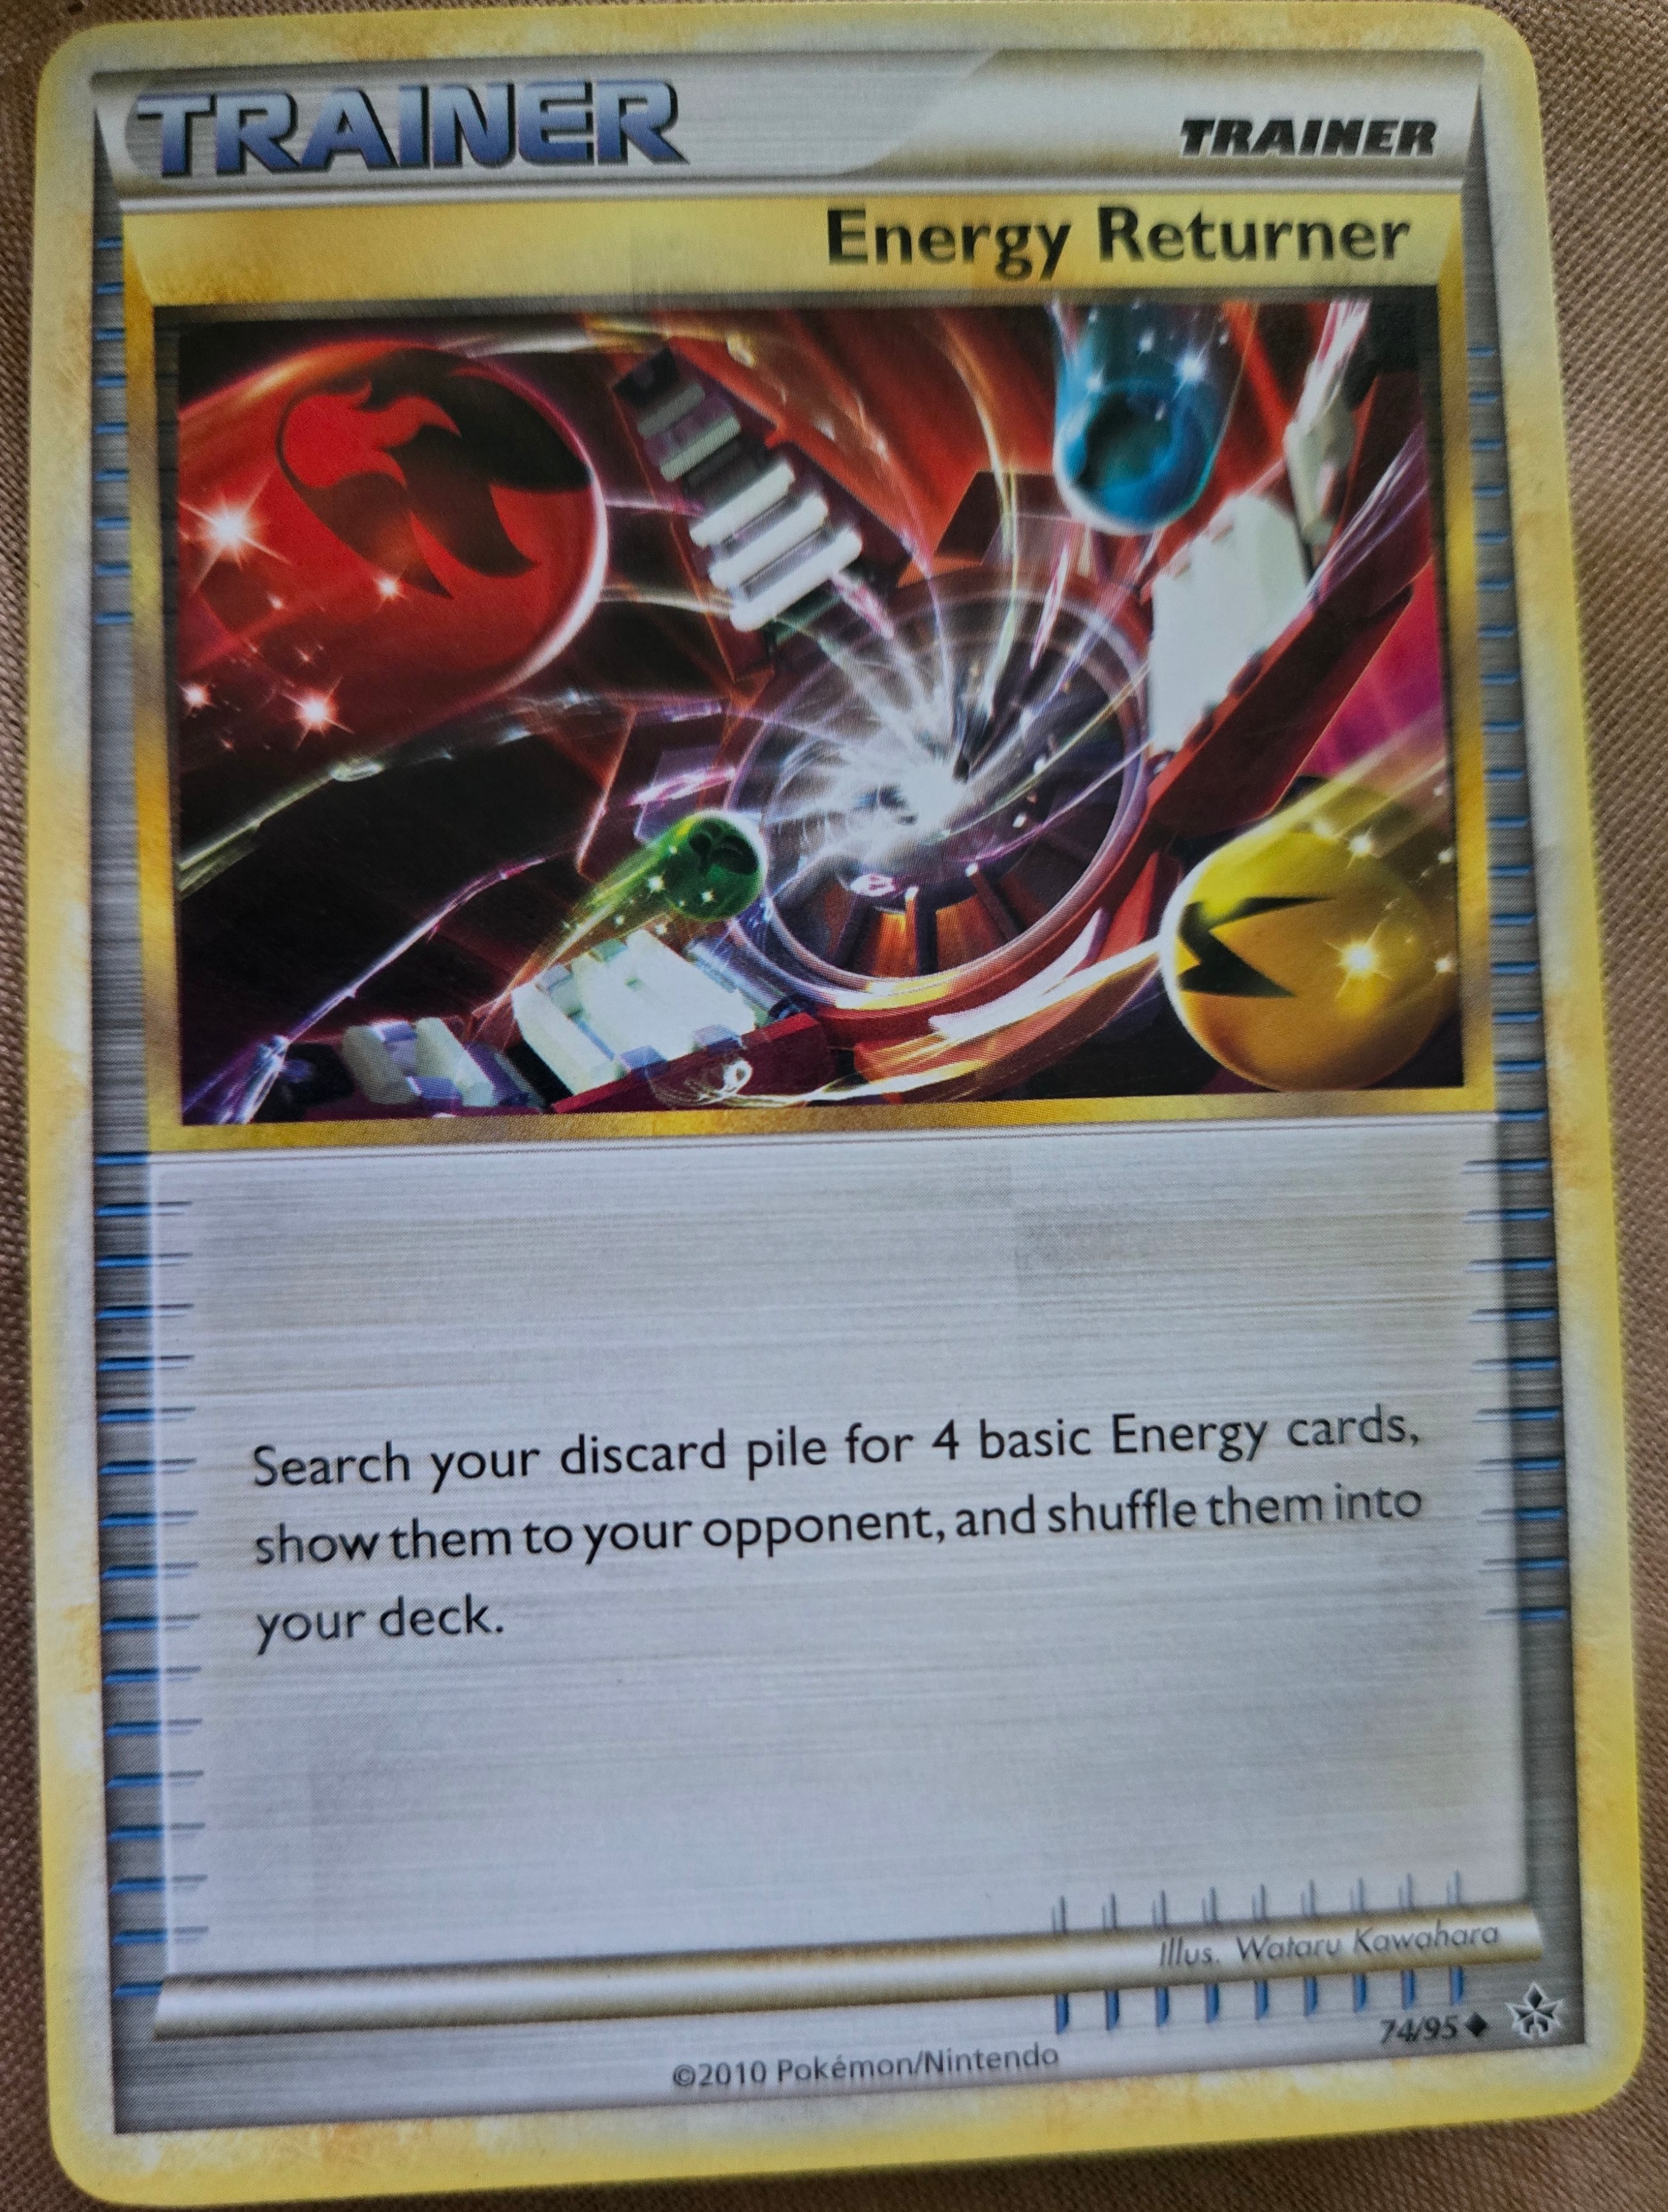 TRAINER
TRAINER
Energy Returner
Search your discard pile for 4 basic Energy cards,
show them to your opponent, and shuffle them into
your deck.
Illus. Wataru Kawahara
74/95
©2010 Pokémon/Nintendo